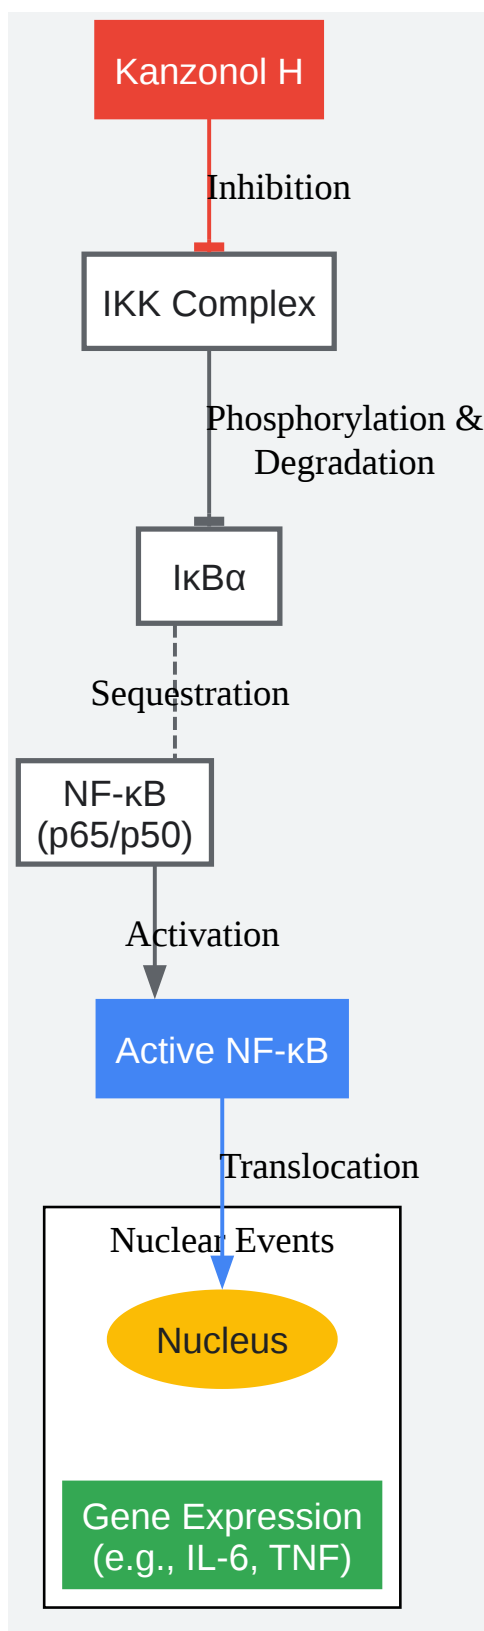 Kanzonol H
Inhibition
IKK Complex
Phosphorylation &
Degradation
IκBα
Sequestration
NF-κB
(p65/p50)
Activation
Active NF-κB
Translocation
Nuclear Events
Nucleus
Gene Expression
(e.g., IL-6, TNF)